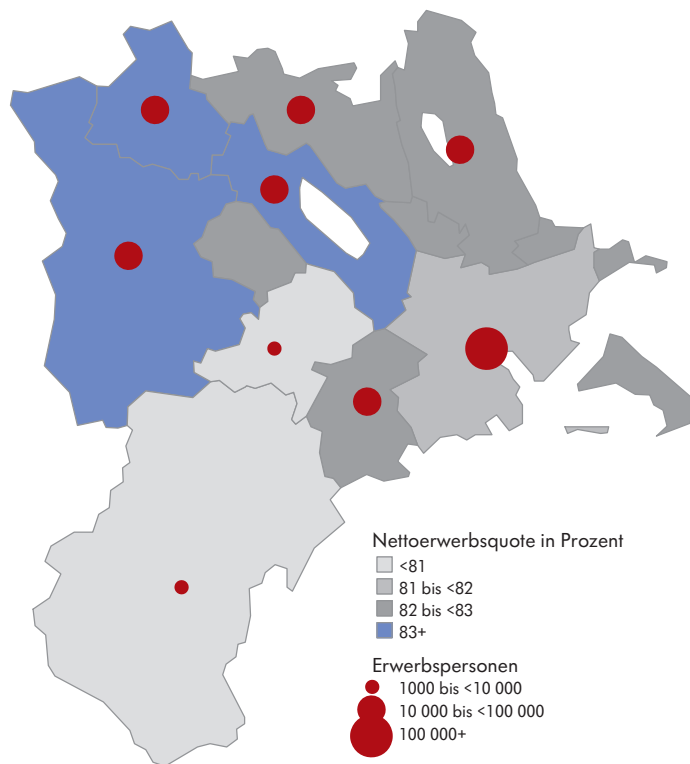 Nettoerwerbsquote in Prozent
<81
81 bis <82
82 bis <83
83+
Erwerbspersonen
1000 bis <10 000
10 000 bis <100 000
100 000+